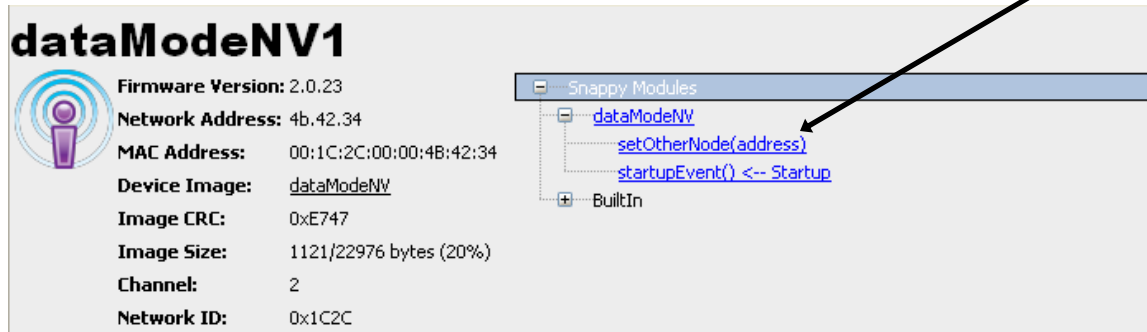 dataModeNV1
Firmware Version: 2.0.23
Network Address: 4b.42.34
MAC Address: 00:1C:2C:00:00:4B:42:34
Device Image: dataModeNV
Image CRC: 0xE747
Image Size: 1121/22976 bytes (20%)
Channel: 2
Network ID: 0x1C2C
Snappy Modules
dataModeNV
setOtherNode(address)
startupEvent() <-- Startup
BuiltIn